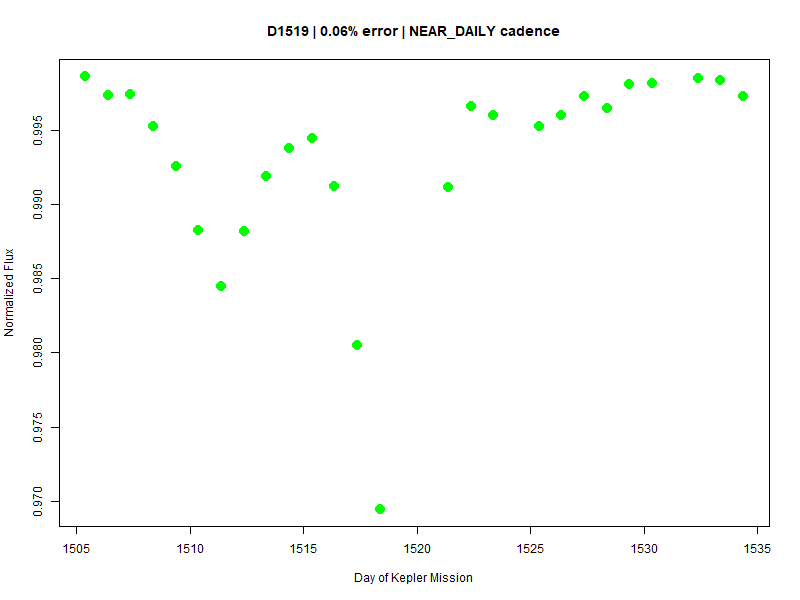 D1519 | 0.06% error | NEAR_DAILY cadence
0.995
0.990
0.985
0.980
0.975
0.970
Normalized Flux
1505 1510 1515 1520 1525 1530 1535
Day of Kepler Mission